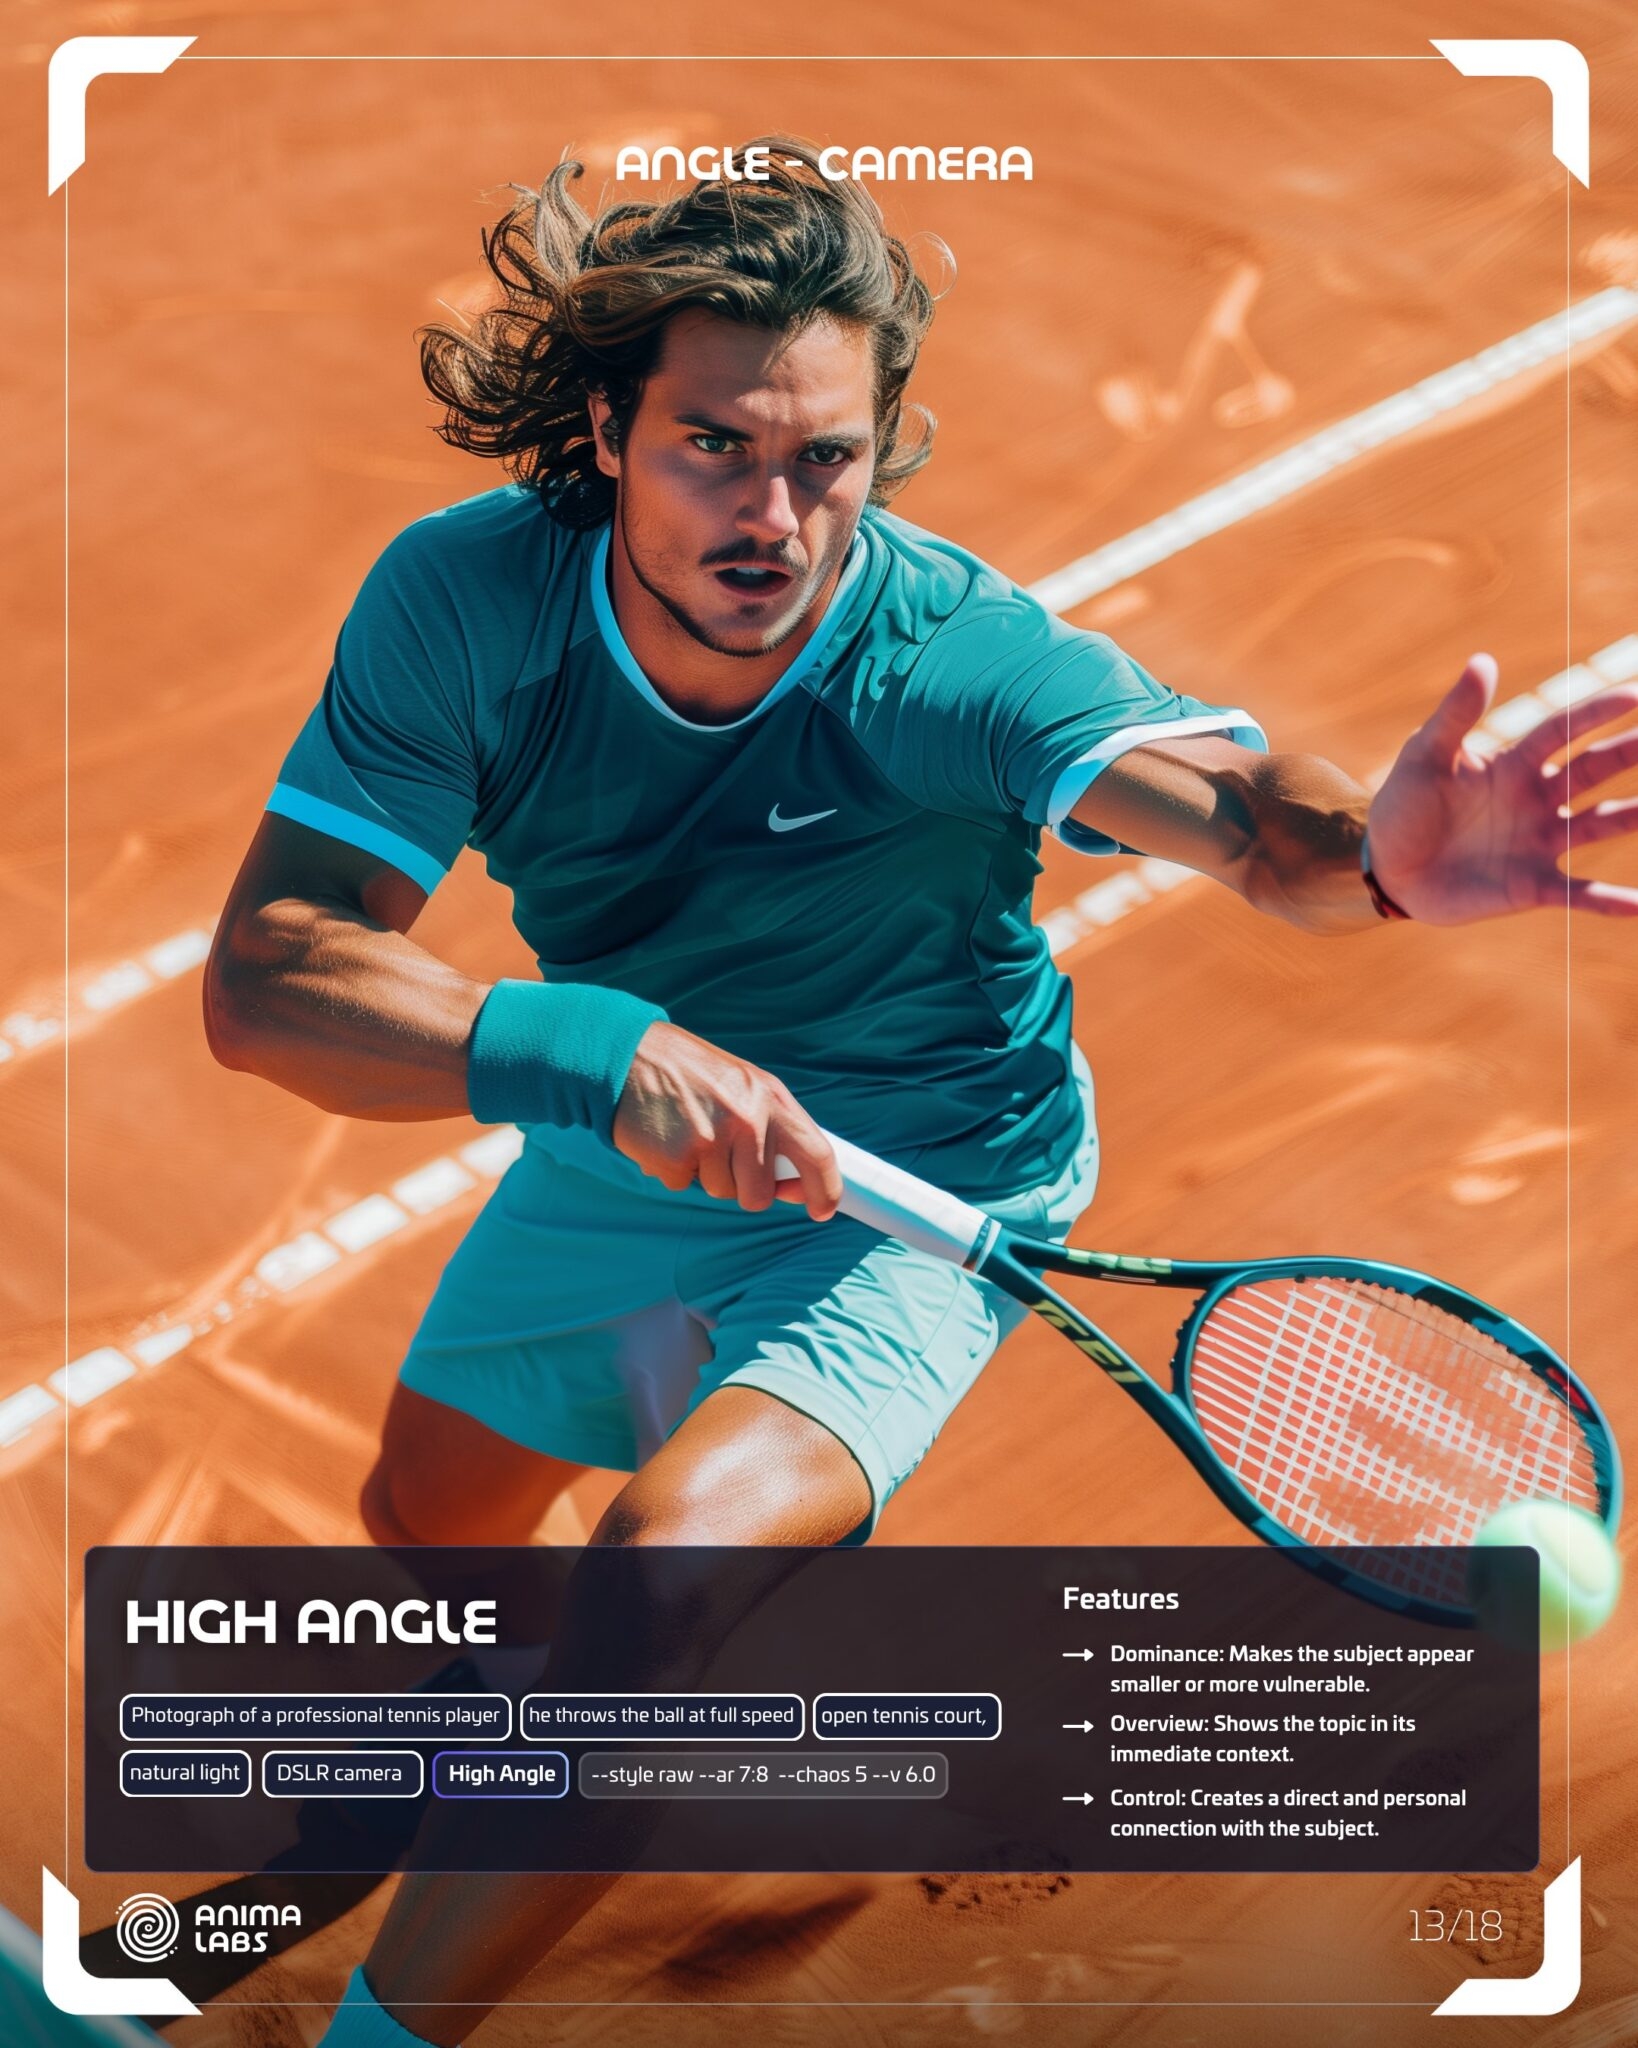 ANGLE - CAMERA
HIGH ANGLE
Photograph of a professional tennis player
he throws the ball at full speed
open tennis court,
natural light
DSLR camera
High Angle
--style raw --ar 7:8 --chaos 5 --v 6.0
Features
Dominance: Makes the subject appear
smaller or more vulnerable.
Overview: Shows the topic in its
immediate context.
Control: Creates a direct and personal
connection with the subject.
ANIMA
LABS
13/18